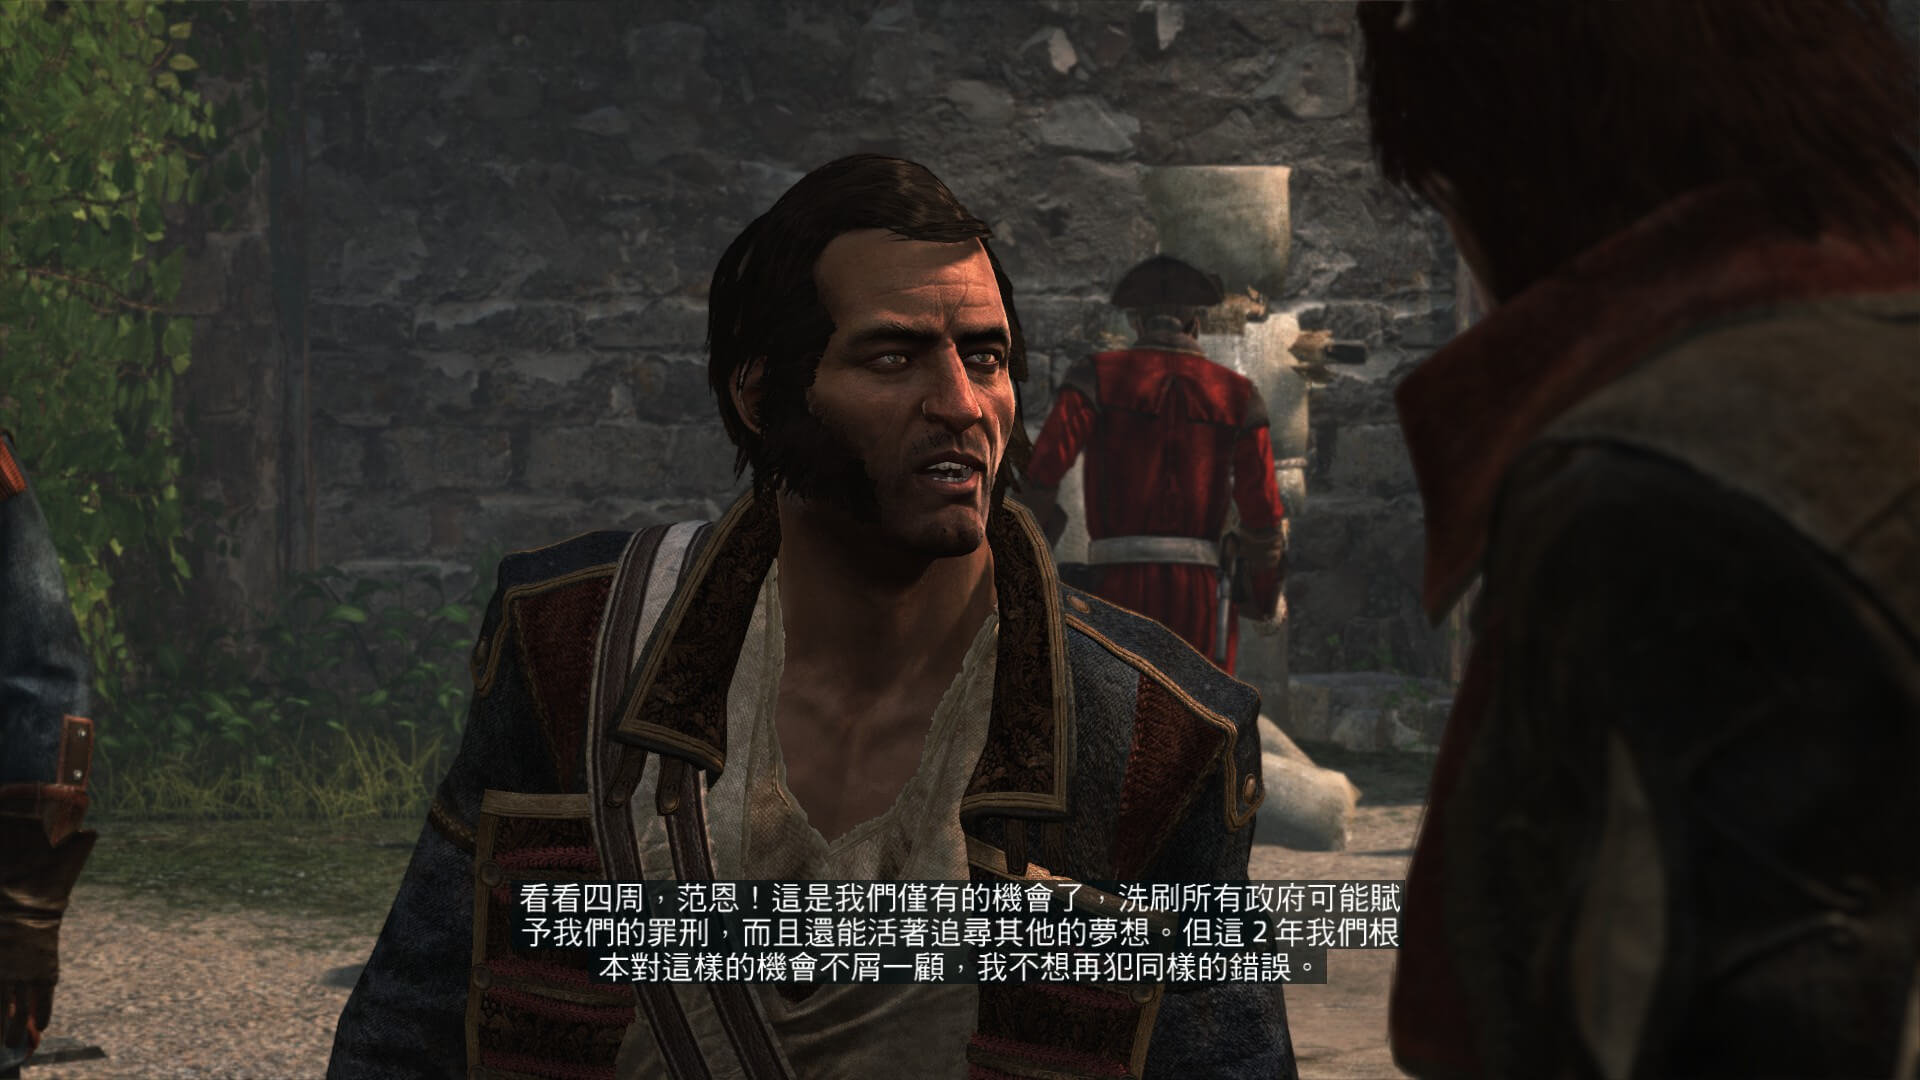 看看四周，范恩！這是我們僅有的機會了，洗刷所有政府可能賦
予我們的罪刑，而且還能活著追尋其他的夢想。但這2年我們根
本對這樣的機會不屑一顧，我不想再犯同樣的錯誤。